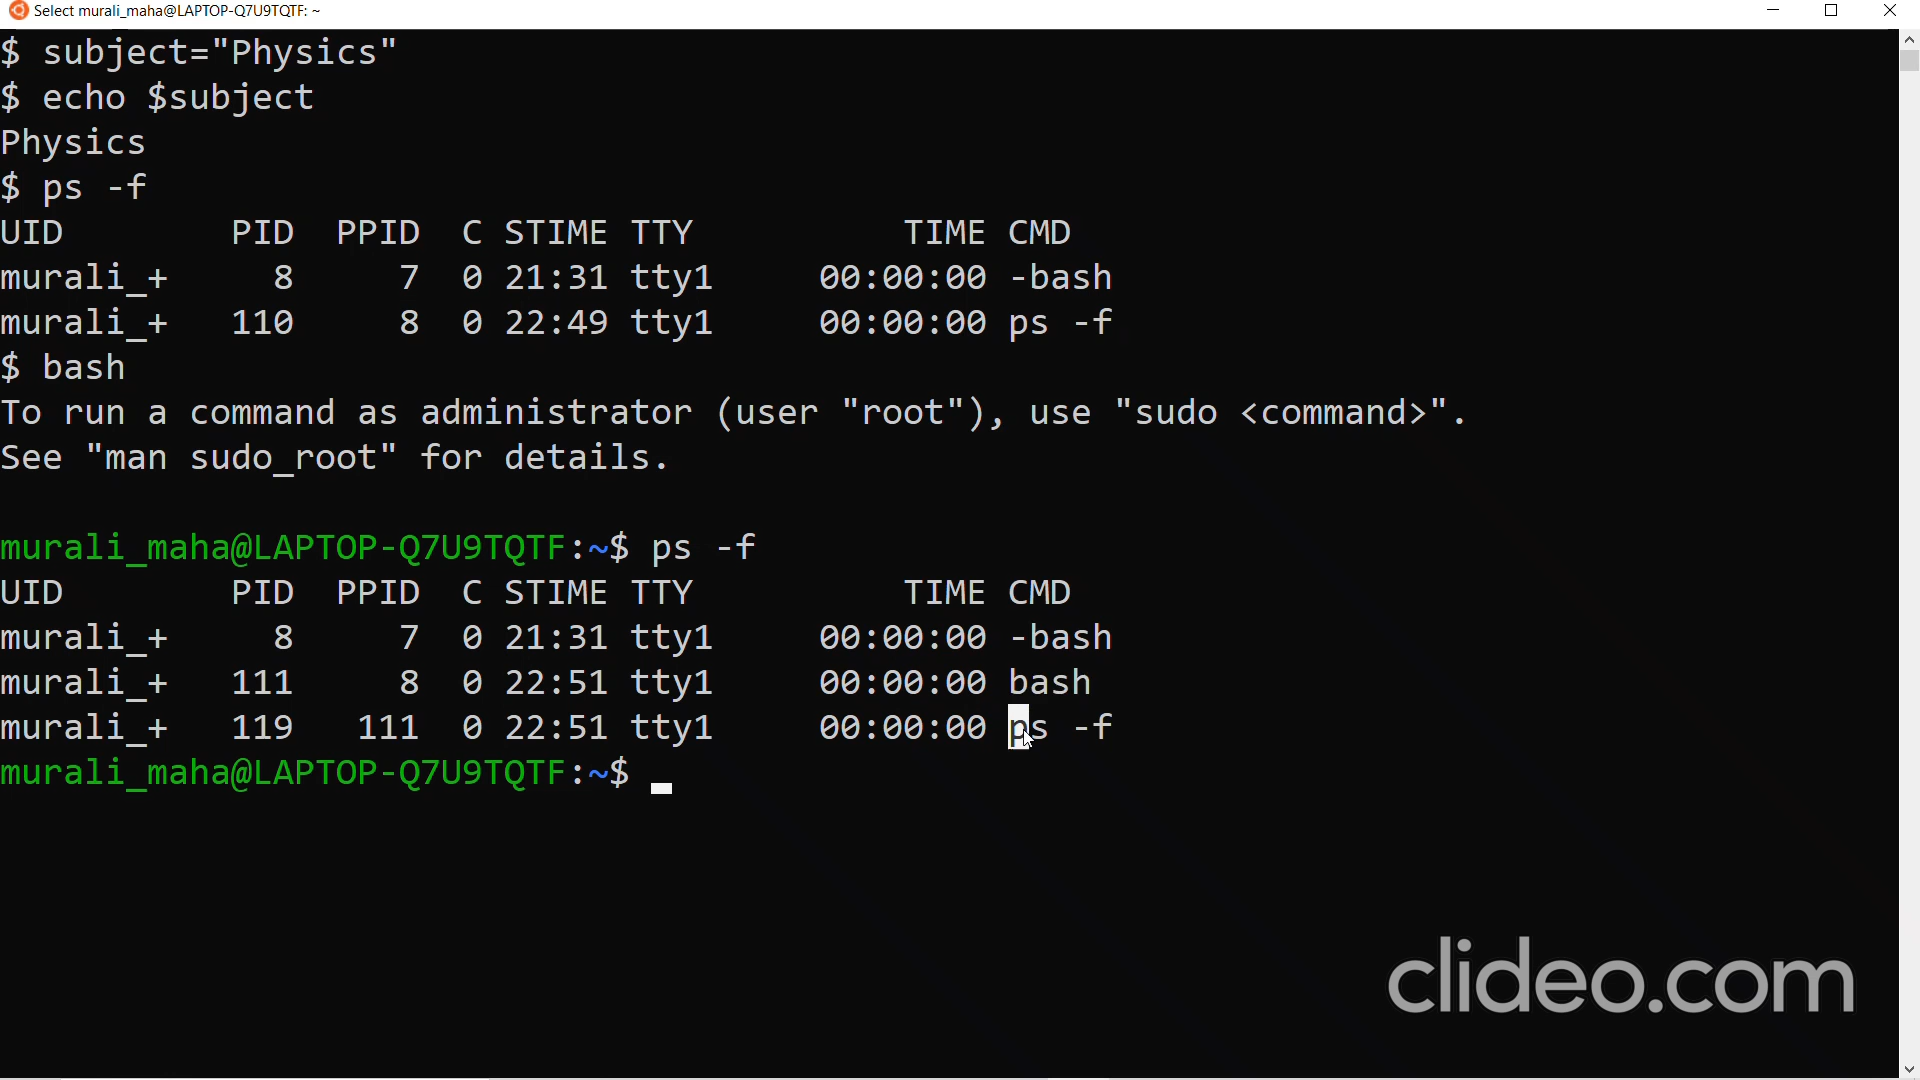 Select murali_maha@LAPTOP-Q7U9TQTF: ~
$ subject="Physics"
$ echo $subject
Physics
$ ps -f
UID        PID  PPID  C STIME TTY          TIME CMD
murali_+     8     7  0 21:31 tty1     00:00:00 -bash
murali_+   110     8  0 22:49 tty1     00:00:00 ps -f
$ bash
To run a command as administrator (user "root"), use "sudo <command>".
See "man sudo_root" for details.
murali_maha@LAPTOP-Q7U9TQTF:~$ ps -f
UID        PID  PPID  C STIME TTY          TIME CMD
murali_+     8     7  0 21:31 tty1     00:00:00 -bash
murali_+   111     8  0 22:51 tty1     00:00:00 bash
murali_+   119   111  0 22:51 tty1     00:00:00 ps -f
murali_maha@LAPTOP-Q7U9TQTF:~$
clideo.com